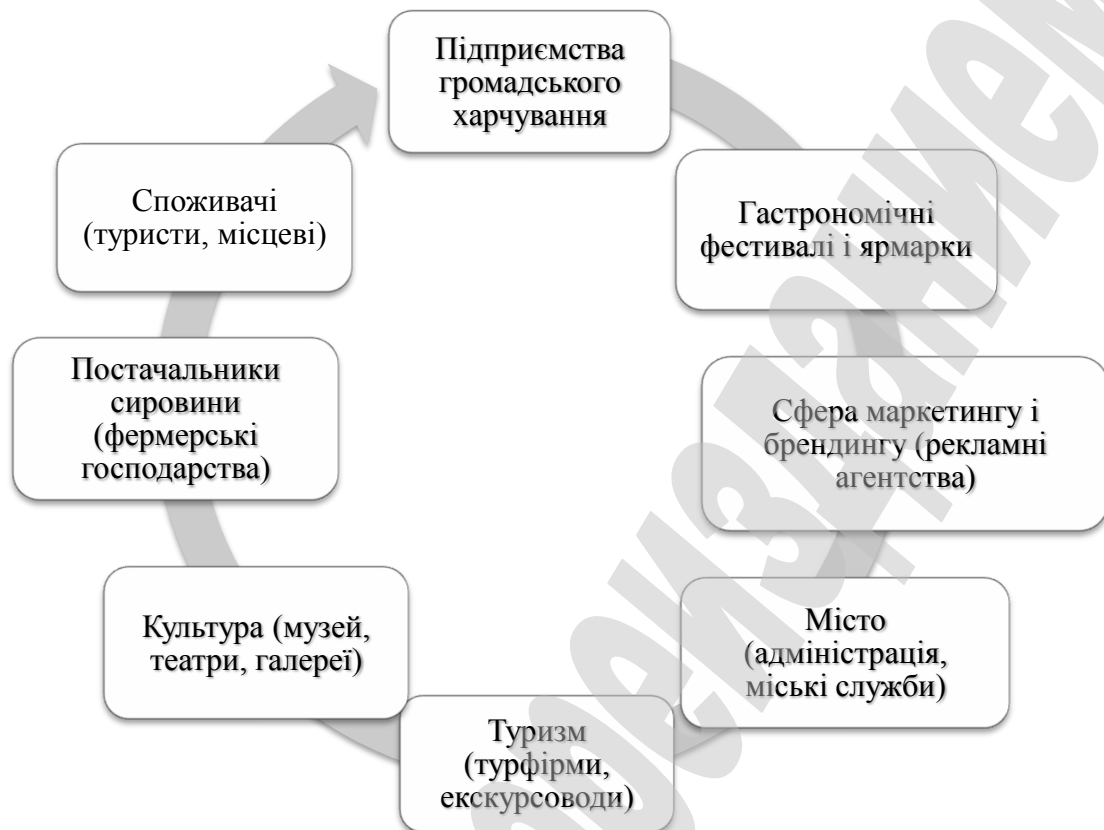 Підприємства
громадського
харчування
Гастрономічні
фестивалі і ярмарки
Сфера маркетингу і
брендингу (рекламні
агентства)
Місто
(адміністрація,
міські служби)
Туризм
(турфірми,
екскурсоводи)
Культура (музей,
театри, галереї)
Постачальники
сировини
(фермерські
господарства)
Споживачі
(туристи, місцеві)